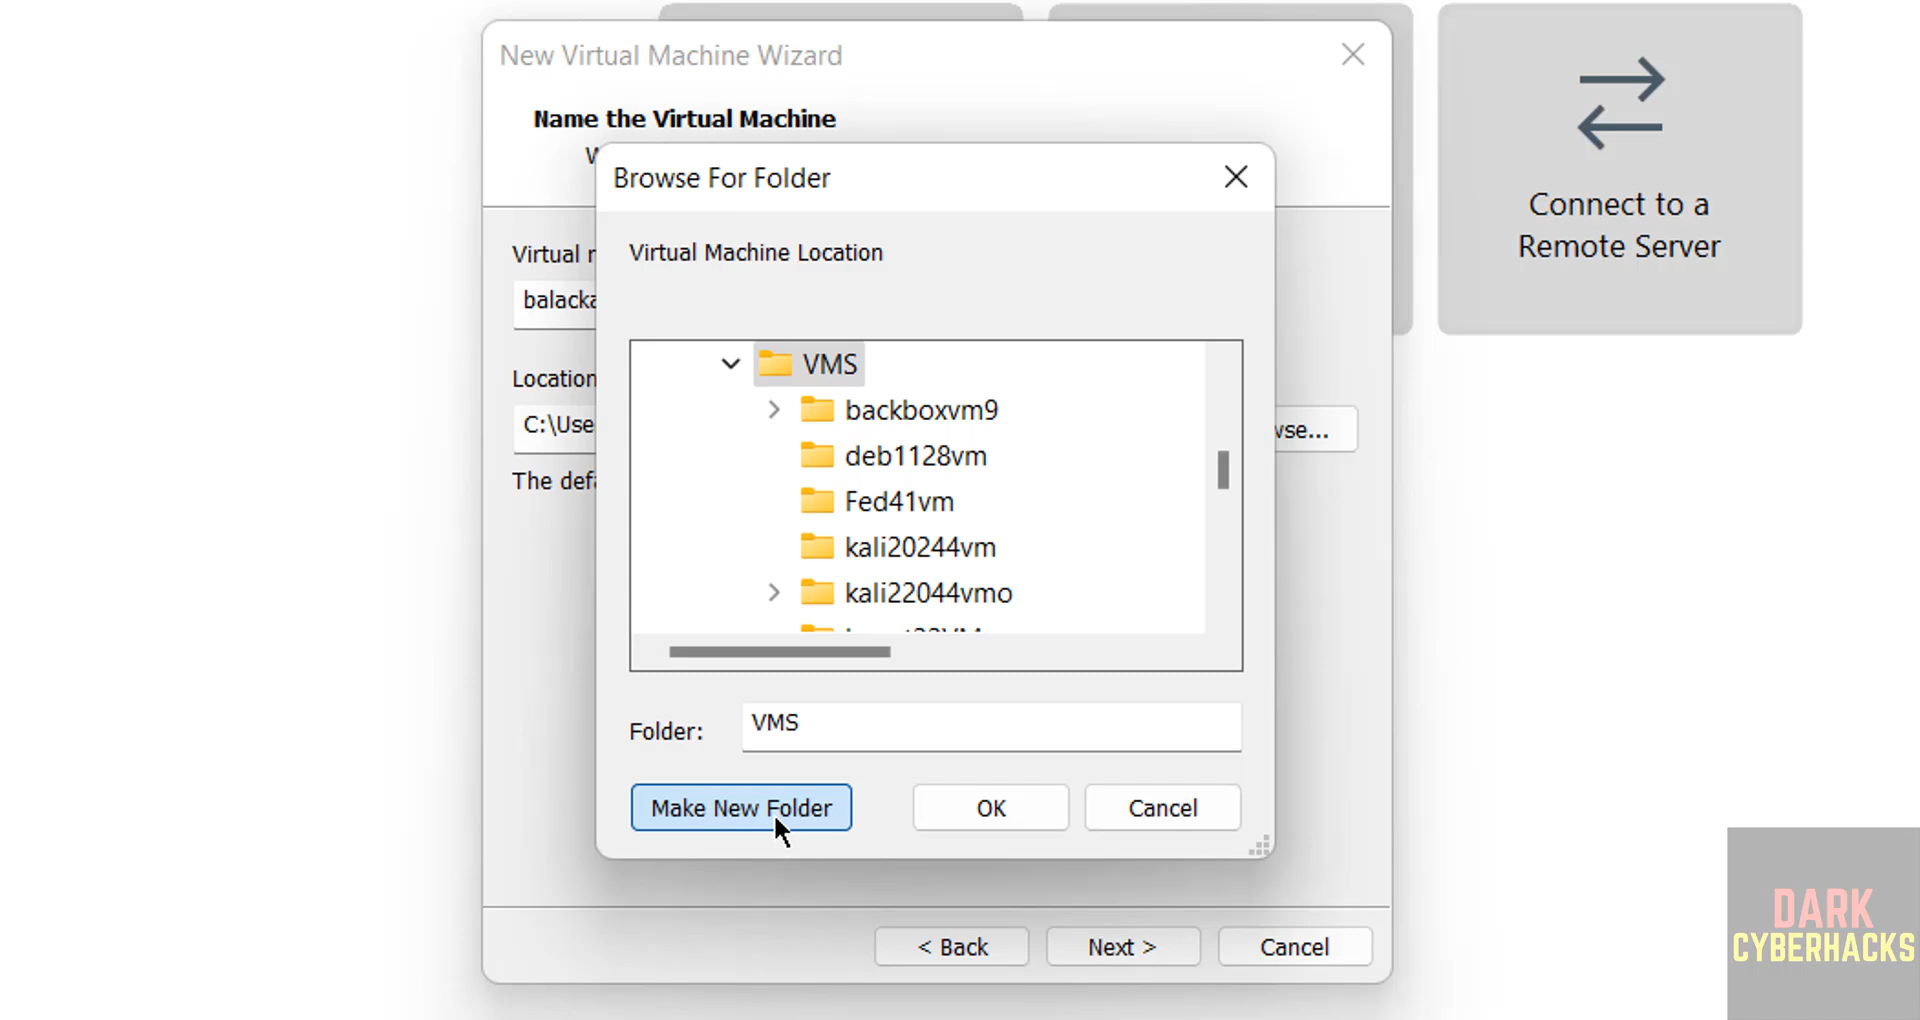 New Virtual Machine Wizard
Name the Virtual Machine
Browse For Folder
Virtual Machine Location
Connect to a
Remote Server
Virtual
Location
C:\Use
The
VMS
backboxvm9
deb1128vm
Fed41vm
kali20244vm
kali22044vmo
Folder:
VMS
Make New Folder
OK
Cancel
< Back
Next >
Cancel
DARK
CYBERHACKS